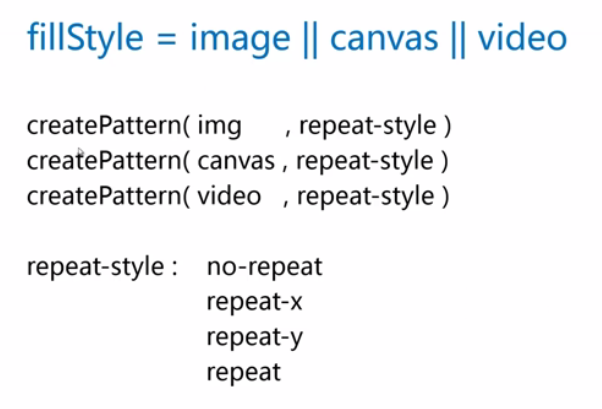 fillStyle = image || canvas || video
createPattern( img , repeat-style )
createPattern( canvas , repeat-style )
createPattern( video , repeat-style )
repeat-style : no-repeat
repeat-x
repeat-y
repeat